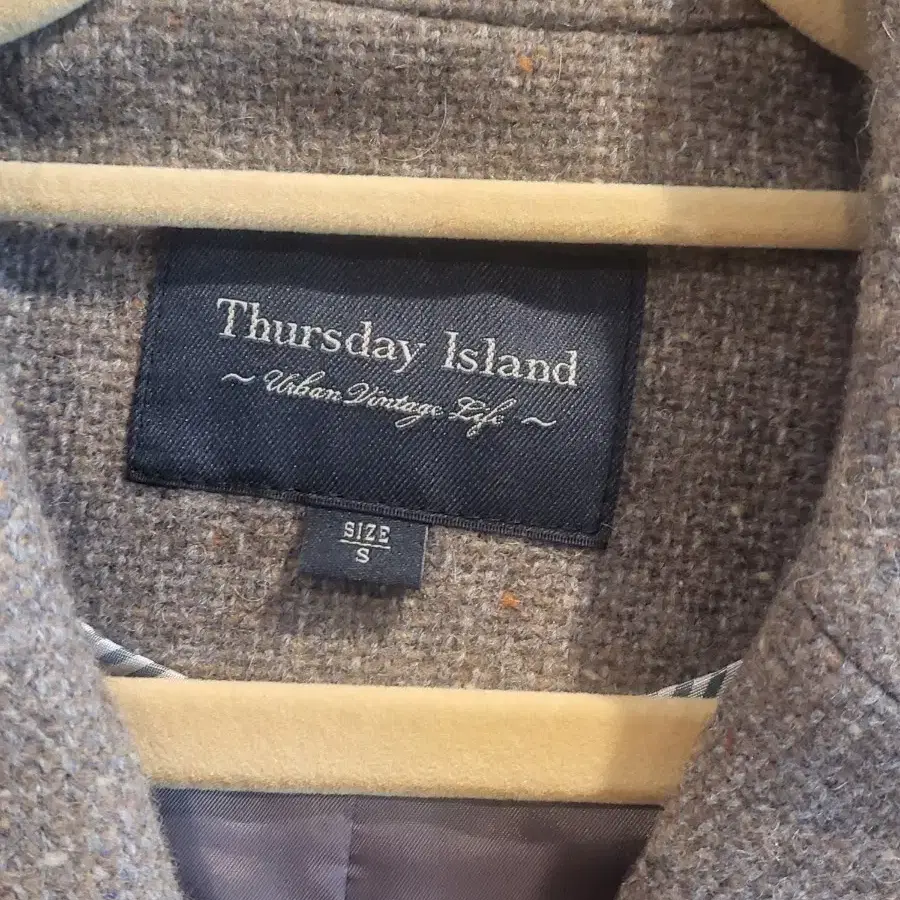 Thursday Island
~ Urban Vintage Life ~
SIZE
S